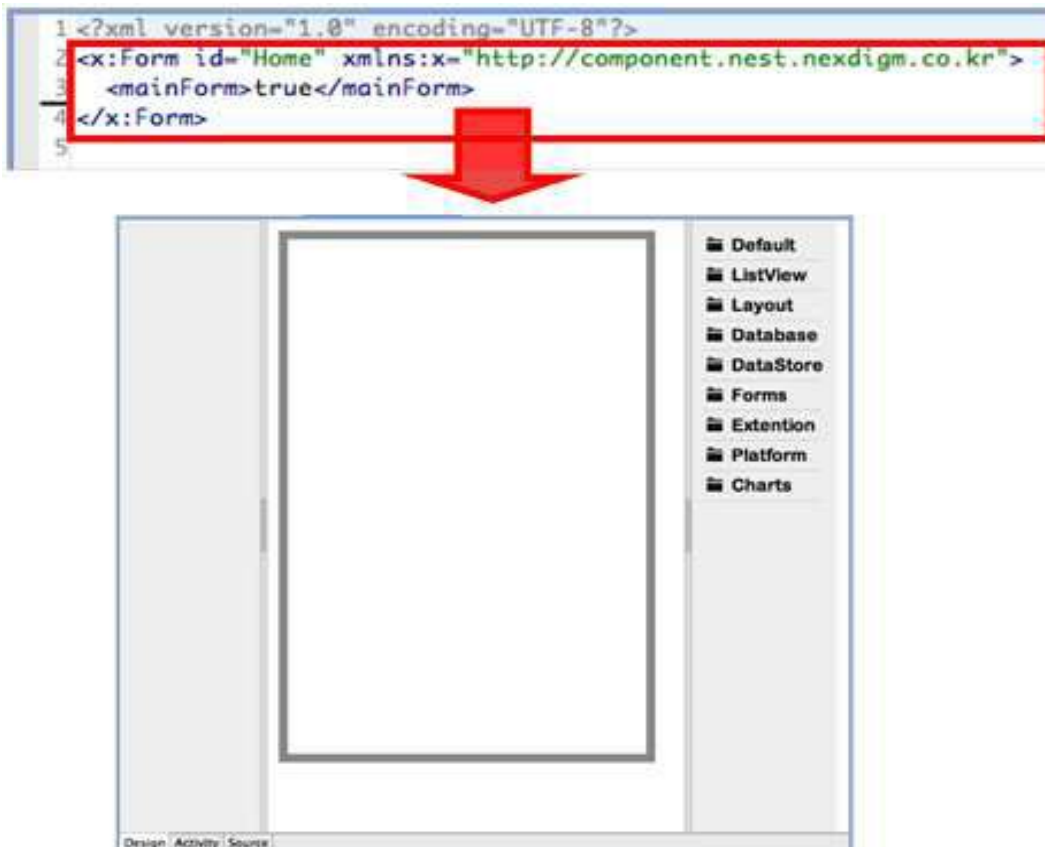 1 <?xml version="1.0" encoding="UTF-8"?>
2 <x:Form id="Home" xmlns:x="http://component.nest.nexdigm.co.kr">
3 <mainForm>true</mainForm>
4 </x:Form>
5
Default
ListView
Layout
Database
DataStore
Forms
Extention
Platform
Charts
Design Activity Source